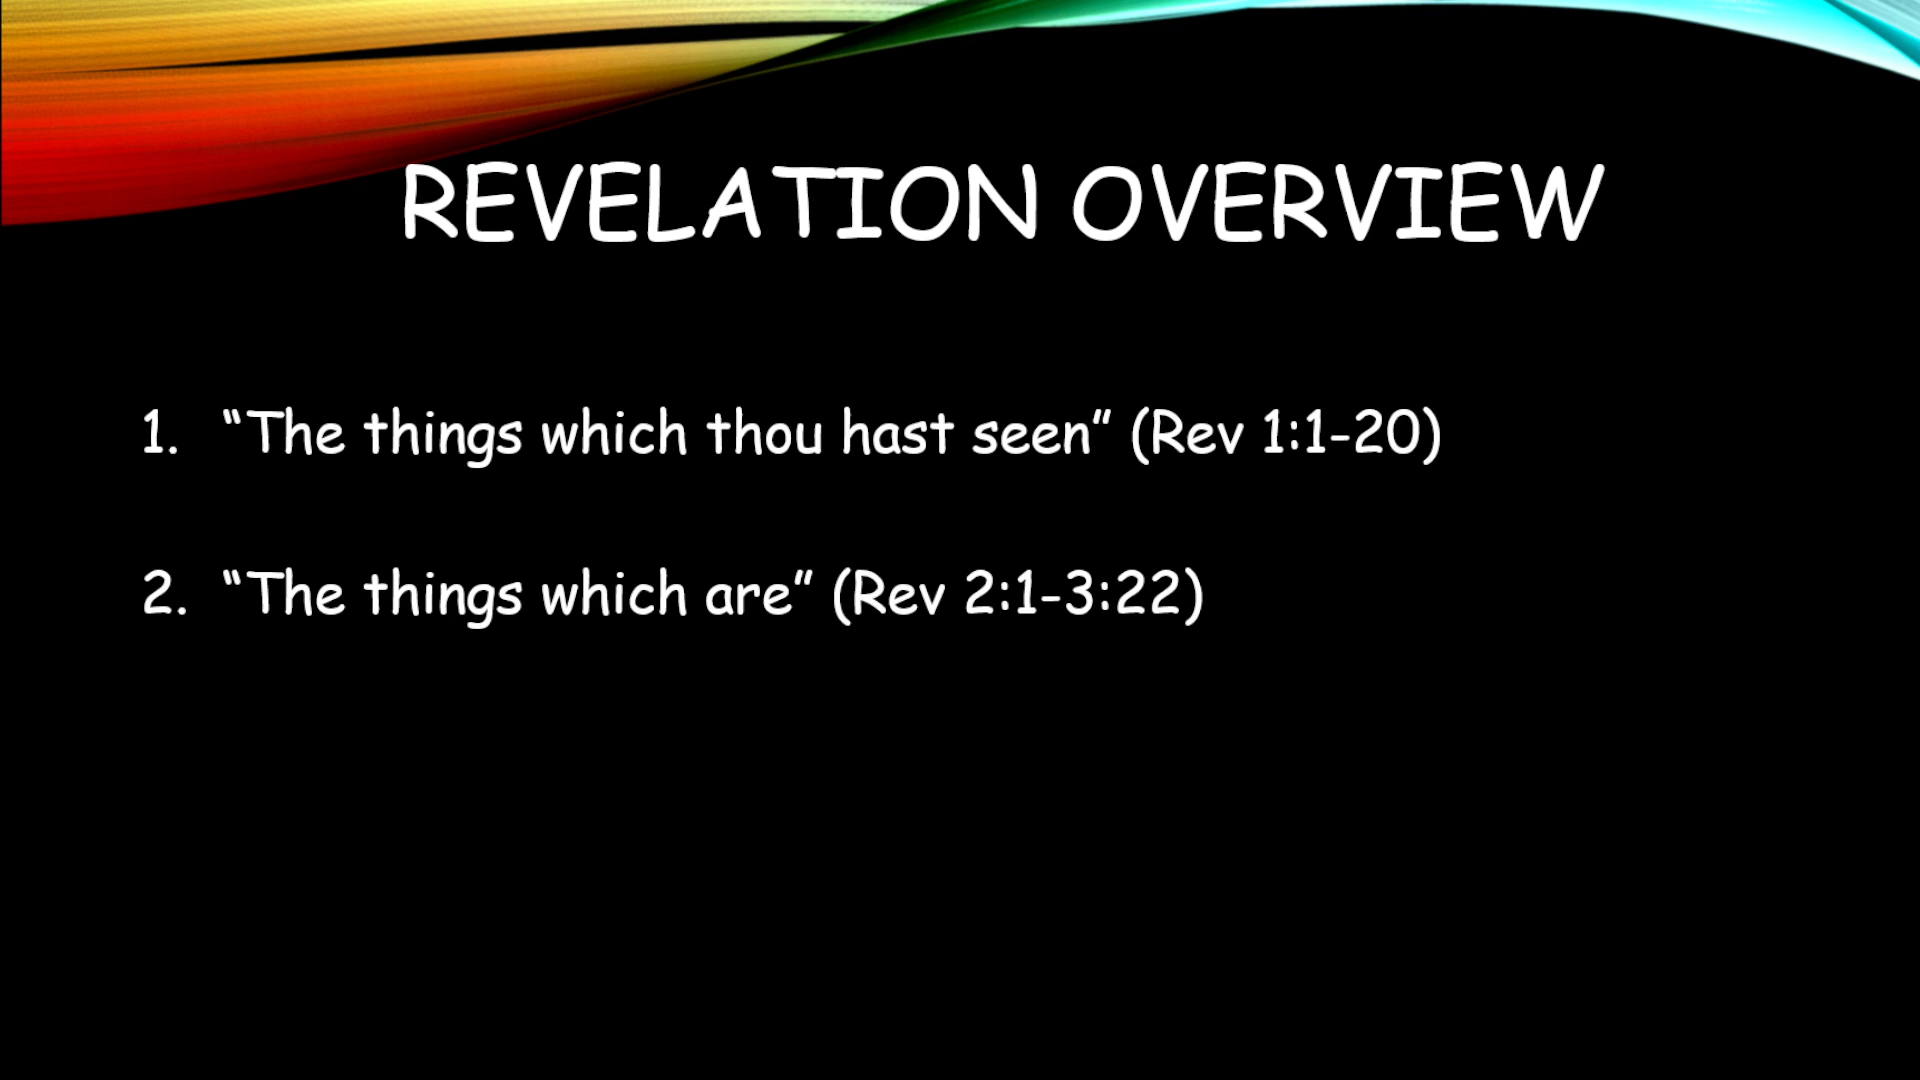 REVELATION OVERVIEW
1. “The things which thou hast seen” (Rev 1:1-20)
2. “The things which are” (Rev 2:1-3:22)